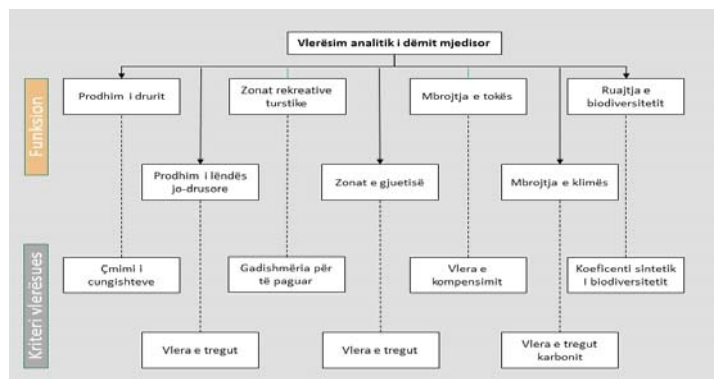 Vlerësim analitik i dëmit mjedisor
Funksion
Prodhim i drurit
Zonat rekreative
turstike
Mbrojtja e tokës
Ruajtja e
biodiversitetit
Prodhim i lëndës
jo-drusore
Zonat e gjuetisë
Mbrojtja e klimës
Kriteri vlerësues
Çmimi i
cungishteve
Gadishmëria për
të paguar
Vlera e
kompensimit
Koeficenti sintetik
I biodiversitetit
Vlera e tregut
Vlera e tregut
Vlera e tregut
karbonit